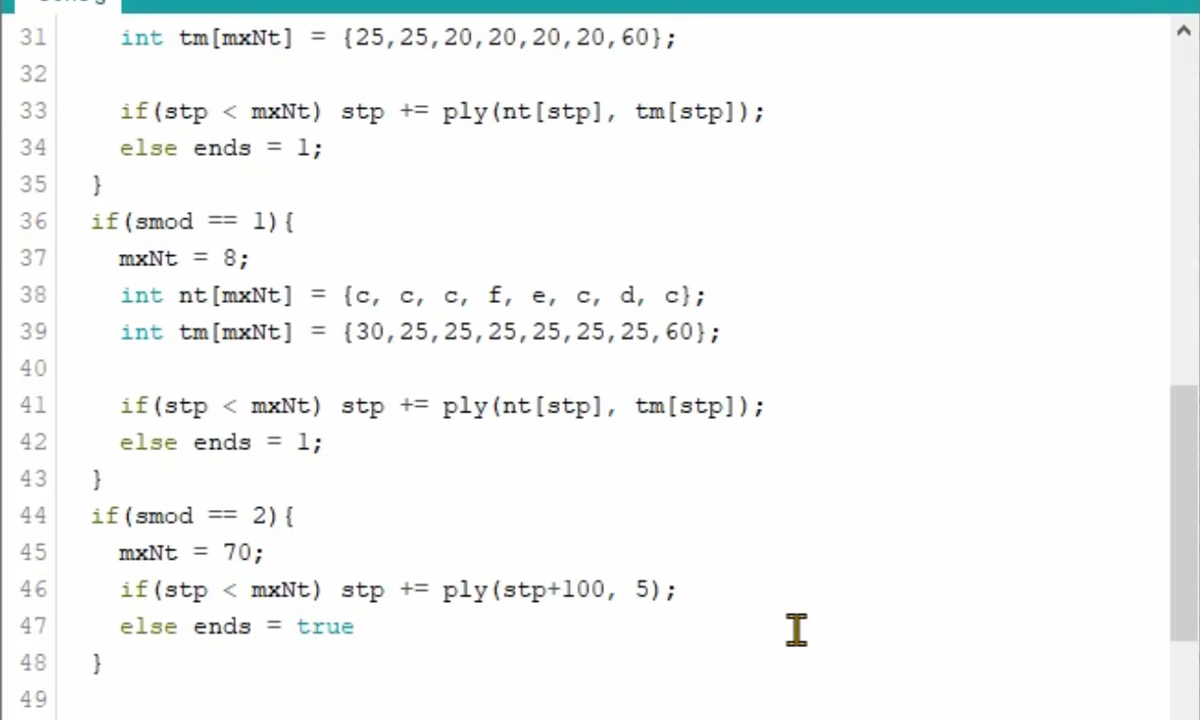 31 int tm[mxNt] = {25,25,20,20,20,20,60};
32
33 if(stp < mxNt) stp += ply(nt[stp], tm[stp]);
34 else ends = 1;
35 }
36 if(smod == 1){
37 mxNt = 8;
38 int nt[mxNt] = {c, c, c, f, e, c, d, c};
39 int tm[mxNt] = {30,25,25,25,25,25,25,60};
40
41 if(stp < mxNt) stp += ply(nt[stp], tm[stp]);
42 else ends = 1;
43 }
44 if(smod == 2){
45 mxNt = 70;
46 if(stp < mxNt) stp += ply(stp+100, 5);
47 else ends = true
48 }
49